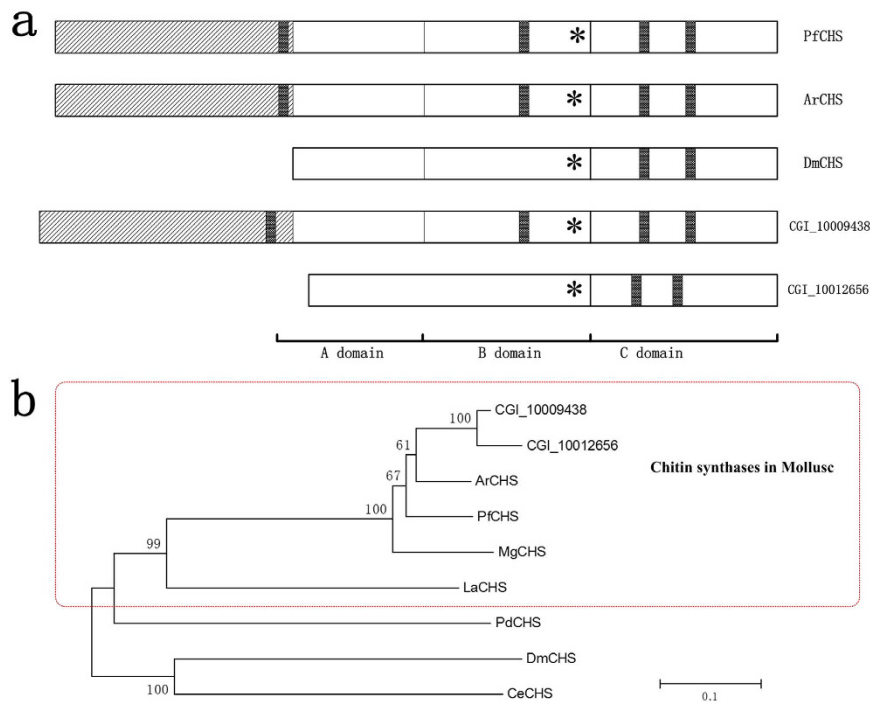 a
* PfCHS
* ArCHS
* DmCHS
* CGI_10009438
* CGI_10012656
A domain B domain C domain
b
100 CGI_10009438
CGI_10012656
61
Chitin synthases in Mollusc
ArCHS
67
PfCHS
100
MgCHS
99
LaCHS
PdCHS
DmCHS
100
CeCHS
0.1